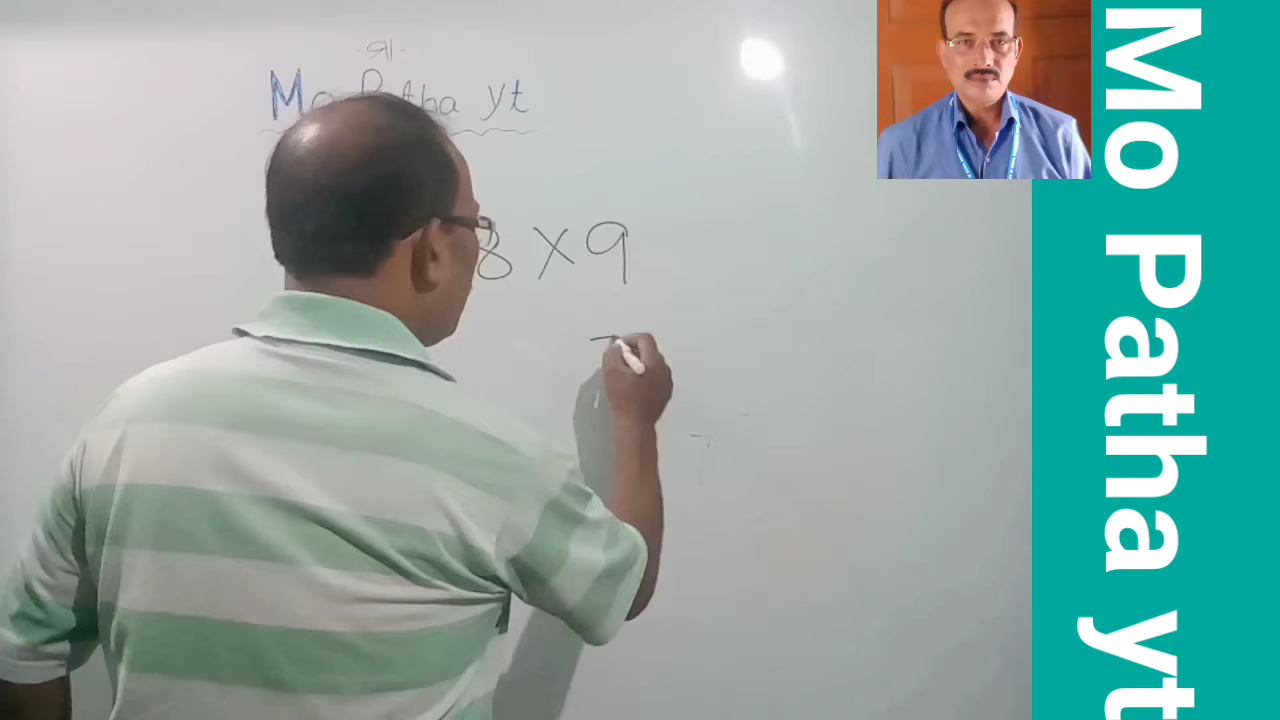 - ଶ୍ରୀ -
Mo Patha yt
8 × 9
Mo Patha yt